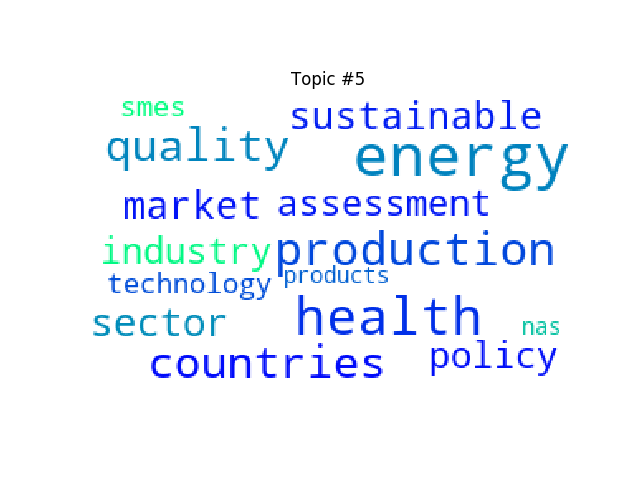 Topic #5
smes
sustainable
quality
energy
market
assessment
industry
production
technology
products
sector
health
nas
countries
policy